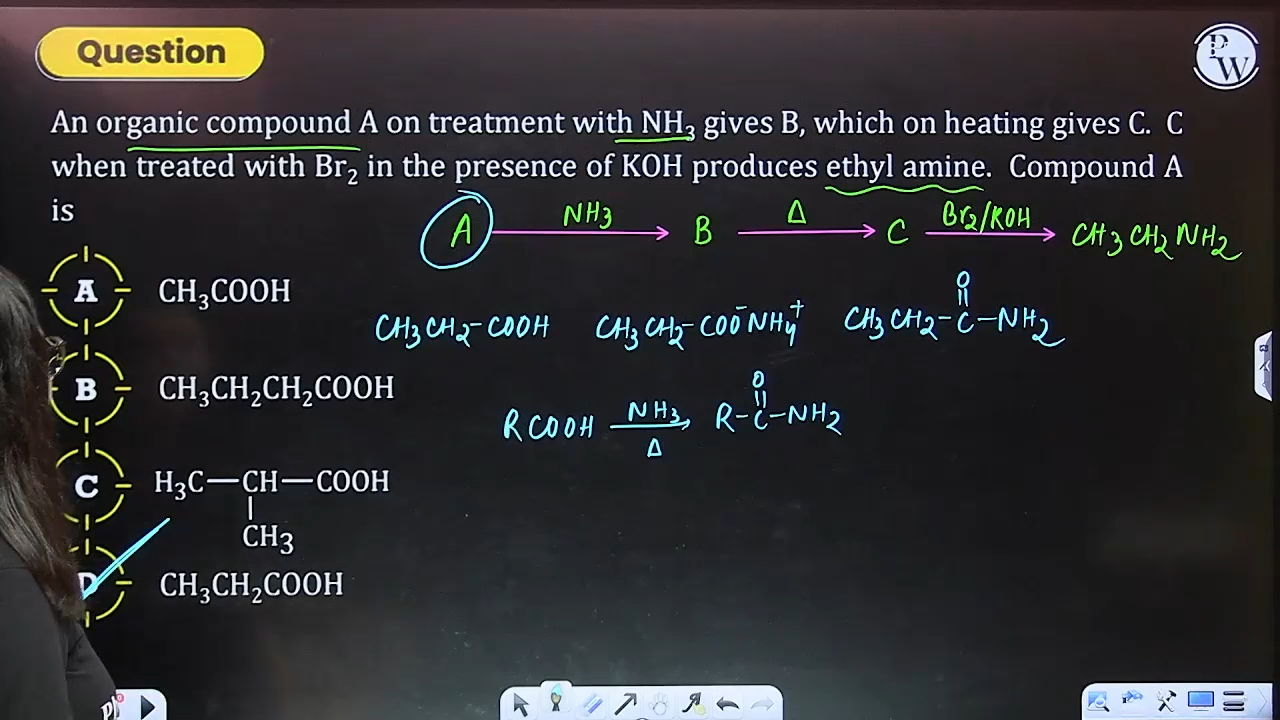 Question
PW
An organic compound A on treatment with NH₃ gives B, which on heating gives C. C
when treated with Br₂ in the presence of KOH produces ethyl amine. Compound A
is
A —NH3→ B —Δ→ C —Br2/KOH→ CH3CH2NH2
A CH₃COOH
CH3CH2-COOH CH3CH2-COO⁻NH4⁺ CH3CH2-C(=O)-NH2
B CH₃CH₂CH₂COOH
RCOOH —NH3/Δ→ R-C(=O)-NH2
C H₃C—CH—COOH
|
CH₃
D CH₃CH₂COOH